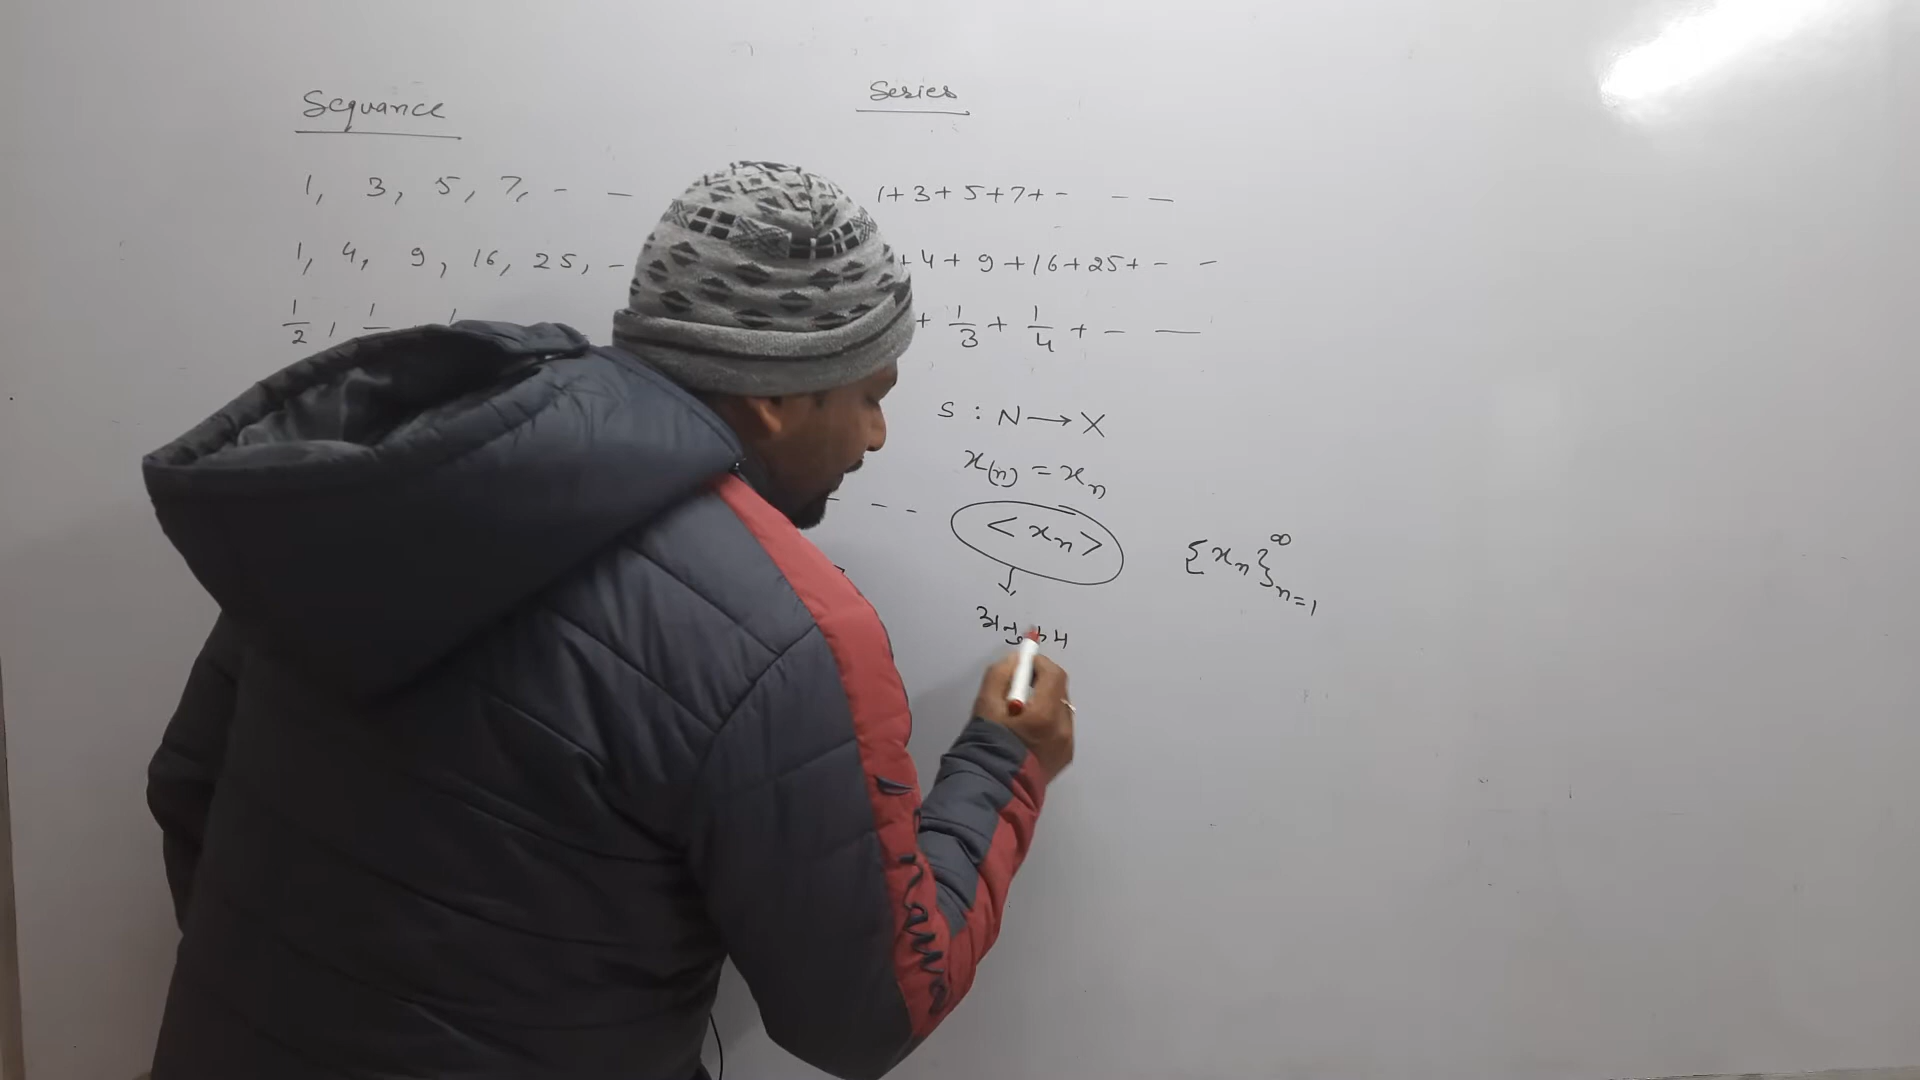 Sequance
Series
1, 3, 5, 7, - -
1+3+5+7+- - -
1, 4, 9, 16, 25, -
+4+9+16+25+- -
1/2, 1
+ 1/3 + 1/4 + - -
S : N → X
x(n) = xn
- - -
< xn >
{xn}∞n=1
अनुक्रम